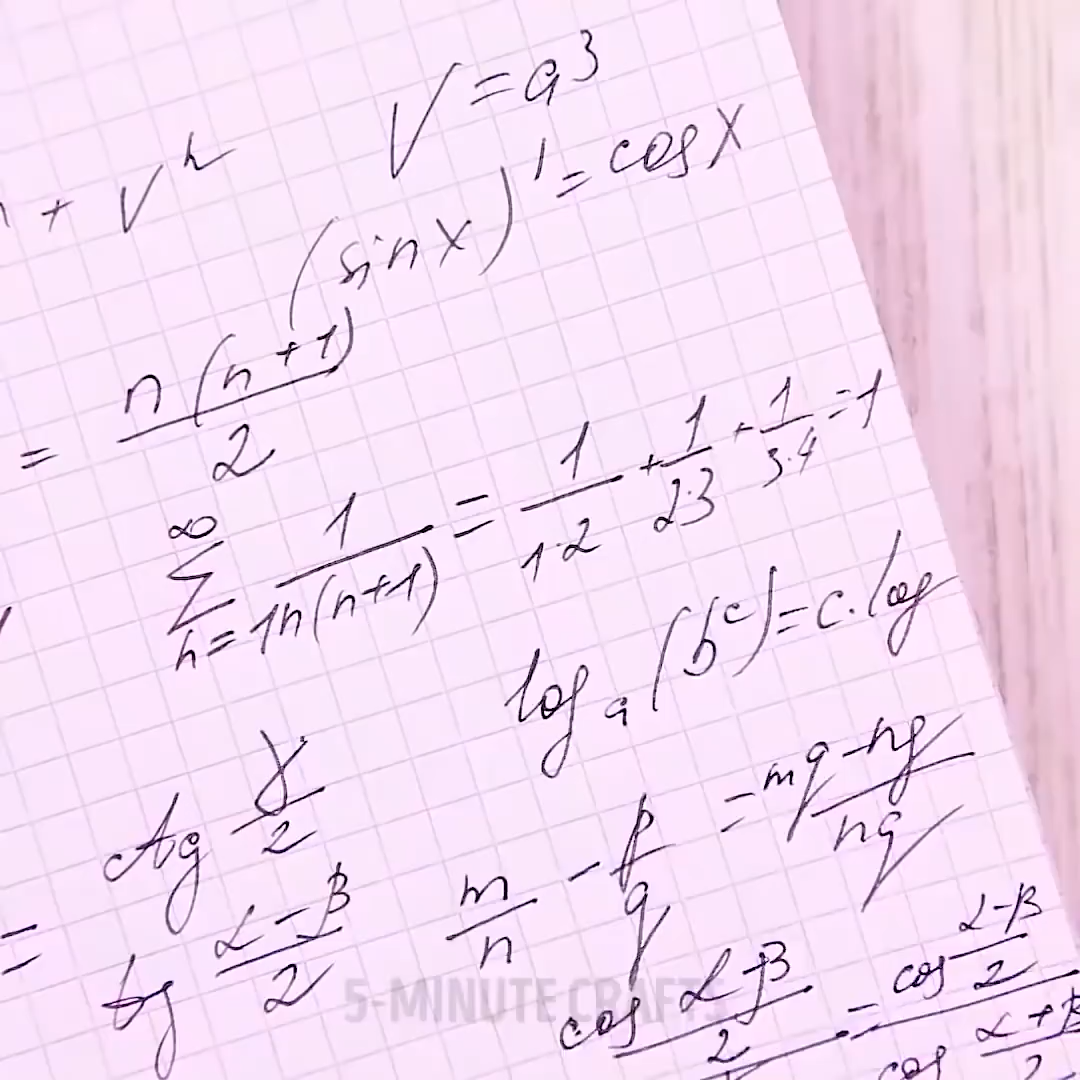 + V^h
V = a^3
(sin x)' = cos x
= n(n+1)/2
∞ Σ n=1 1/n(n+1) = 1/1·2 + 1/2·3 + 1/3·4 = 1
log_a (b^c) = c·log
ctg γ/2
= tg α-β/2
m/n - p/q = mq-np/nq
cos α-β/2 = cos α-β/2
cos α+β/2
5-MINUTE CRAFTS